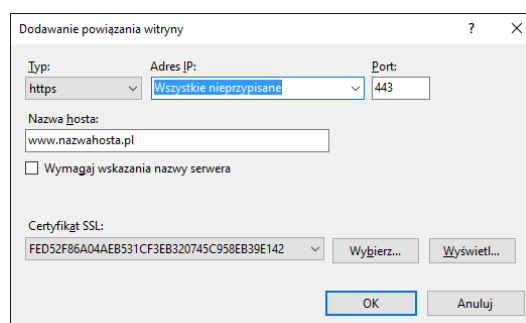 Dodawanie powiązania witryny ? ×
Typ: Adres IP: Port:
https Wszystkie nieprzypisane 443
Nazwa hosta:
www.nazwahosta.pl
Wymagaj wskazania nazwy serwera
Certyfikat SSL:
FED52F86A04AEB531CF3EB320745C958EB39E142 Wybierz... Wyświetl...
OK Anuluj